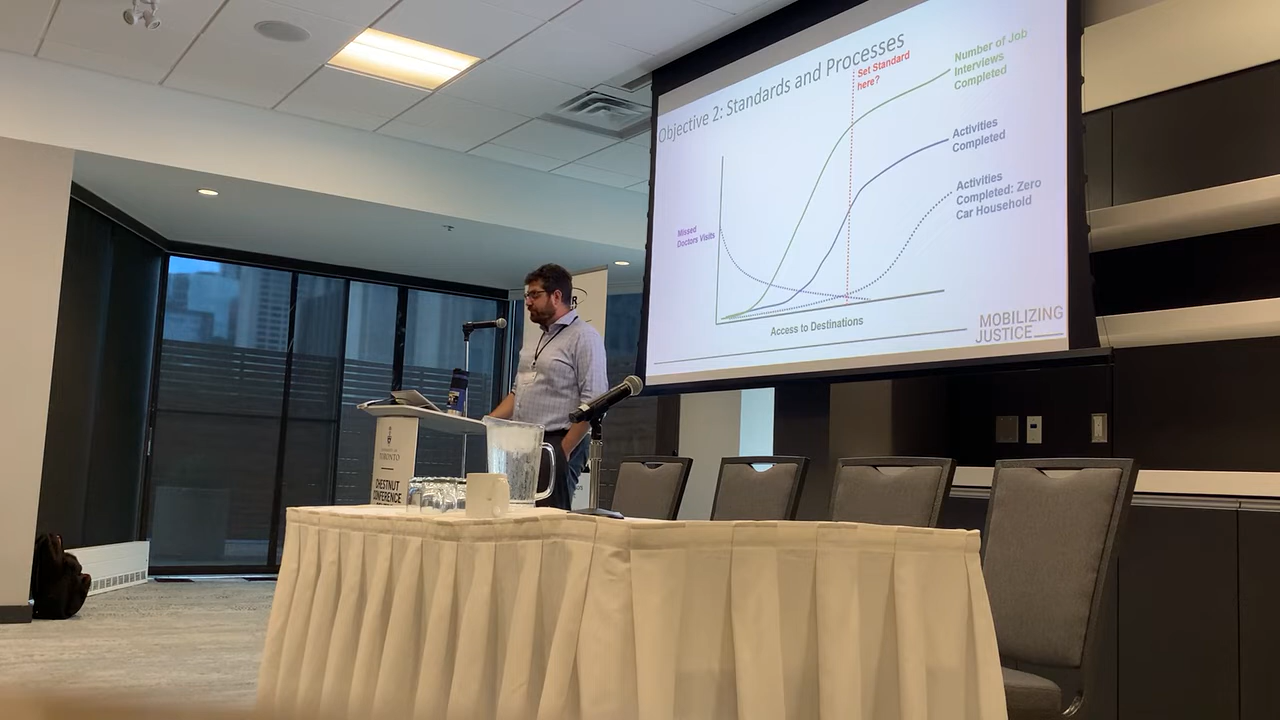 Objective 2: Standards and Processes
Set Standard
here?
Number of Job
Interviews
Completed
Activities
Completed
Activities
Completed: Zero
Car Household
Missed
Doctors Visits
Access to Destinations
MOBILIZING
JUSTICE
TORONTO
CHESTNUT
CONFERENCE